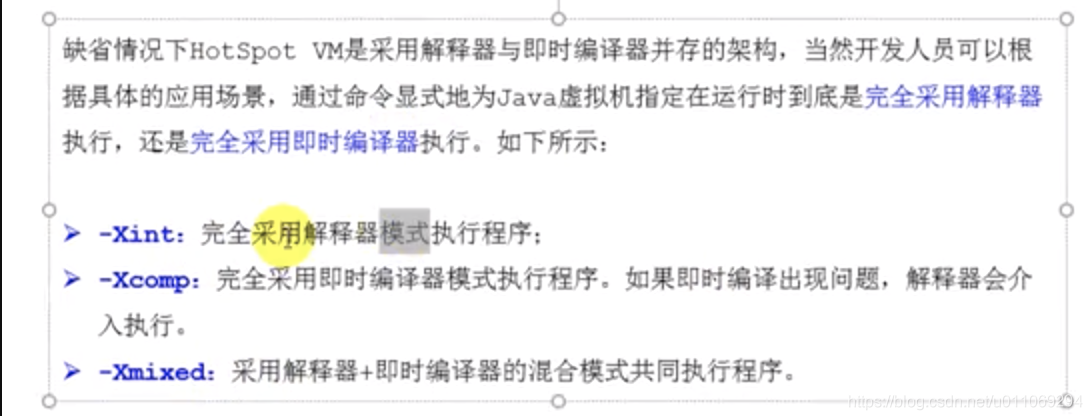 缺省情况下HotSpot VM是采用解释器与即时编译器并存的架构，当然开发人员可以根
据具体的应用场景，通过命令显式地为Java虚拟机指定在运行时到底是完全采用解释器
执行，还是完全采用即时编译器执行。如下所示：
➢ -Xint：完全采用解释器模式执行程序；
➢ -Xcomp：完全采用即时编译器模式执行程序。如果即时编译出现问题，解释器会介
入执行。
➢ -Xmixed：采用解释器+即时编译器的混合模式共同执行程序。